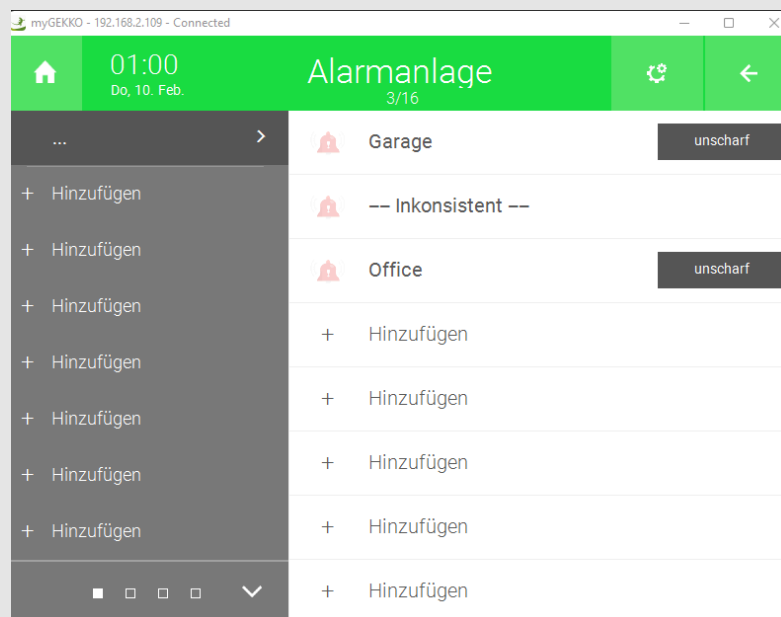 myGEKKO - 192.168.2.109 - Connected
01:00
Do, 10. Feb.
Alarmanlage
3/16
...
+ Hinzufügen
+ Hinzufügen
+ Hinzufügen
+ Hinzufügen
+ Hinzufügen
+ Hinzufügen
+ Hinzufügen
Garage
unscharf
-- Inkonsistent --
Office
unscharf
+ Hinzufügen
+ Hinzufügen
+ Hinzufügen
+ Hinzufügen
+ Hinzufügen